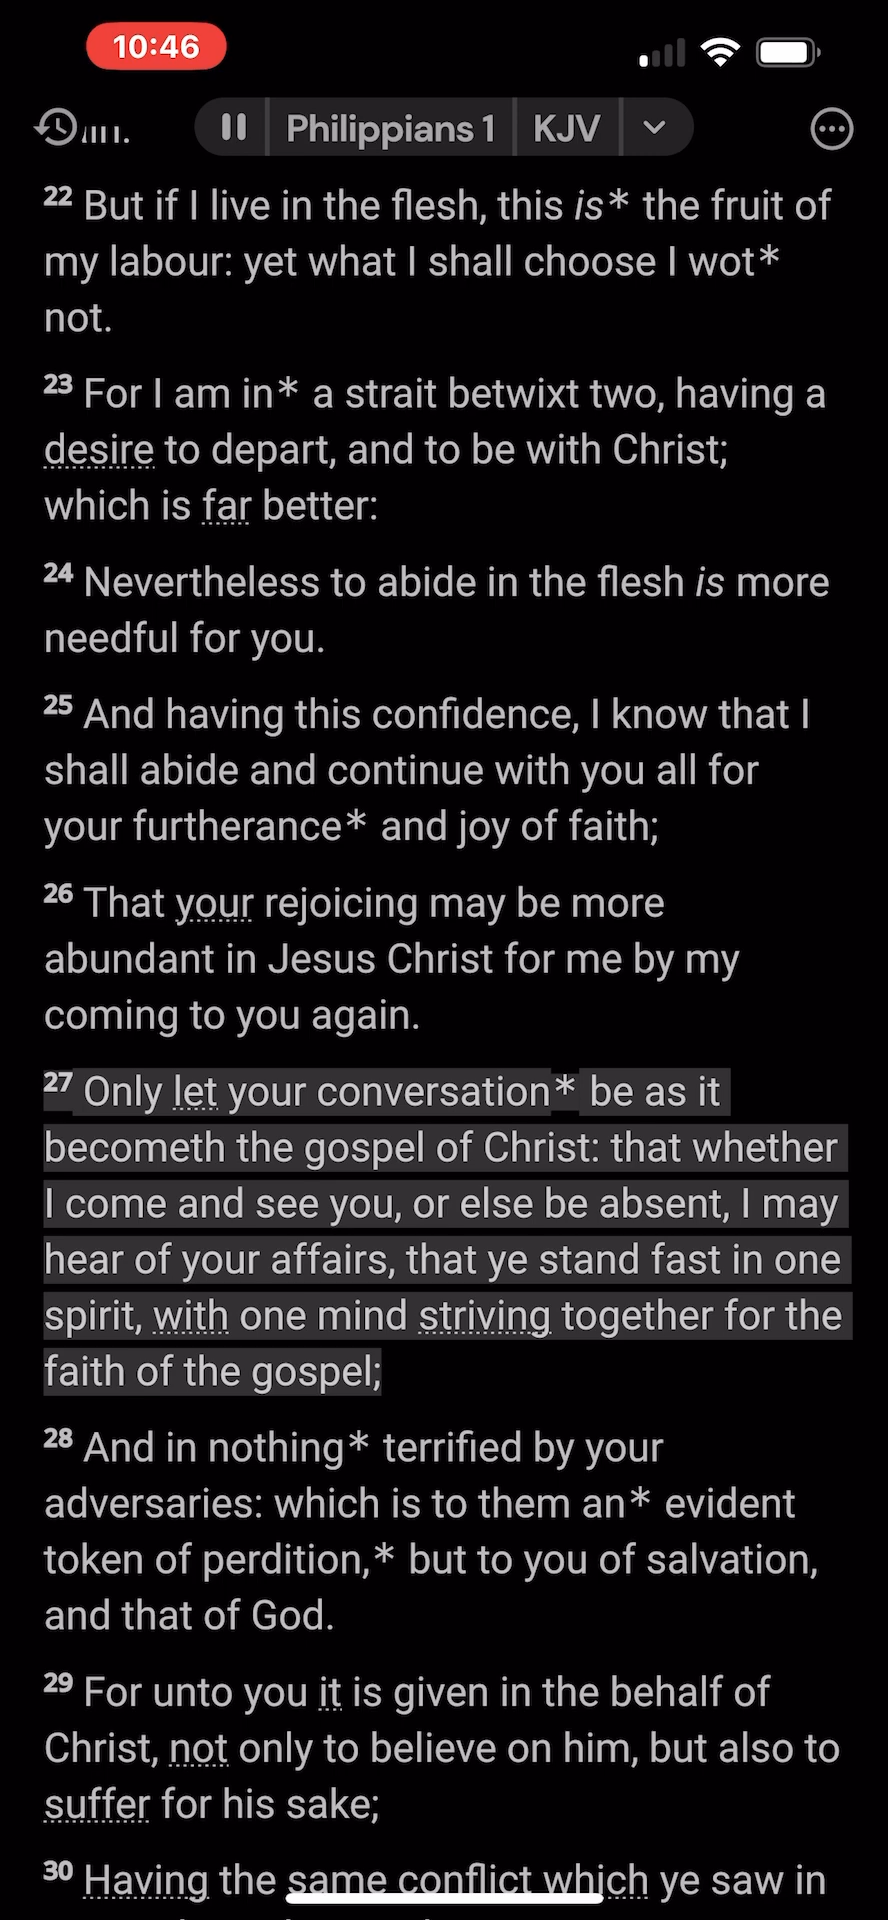 10:46
Philippians 1 KJV
22 But if I live in the flesh, this is* the fruit of
my labour: yet what I shall choose I wot*
not.
23 For I am in* a strait betwixt two, having a
desire to depart, and to be with Christ;
which is far better:
24 Nevertheless to abide in the flesh is more
needful for you.
25 And having this confidence, I know that I
shall abide and continue with you all for
your furtherance* and joy of faith;
26 That your rejoicing may be more
abundant in Jesus Christ for me by my
coming to you again.
27 Only let your conversation* be as it
becometh the gospel of Christ: that whether
I come and see you, or else be absent, I may
hear of your affairs, that ye stand fast in one
spirit, with one mind striving together for the
faith of the gospel;
28 And in nothing* terrified by your
adversaries: which is to them an* evident
token of perdition,* but to you of salvation,
and that of God.
29 For unto you it is given in the behalf of
Christ, not only to believe on him, but also to
suffer for his sake;
30 Having the same conflict which ye saw in